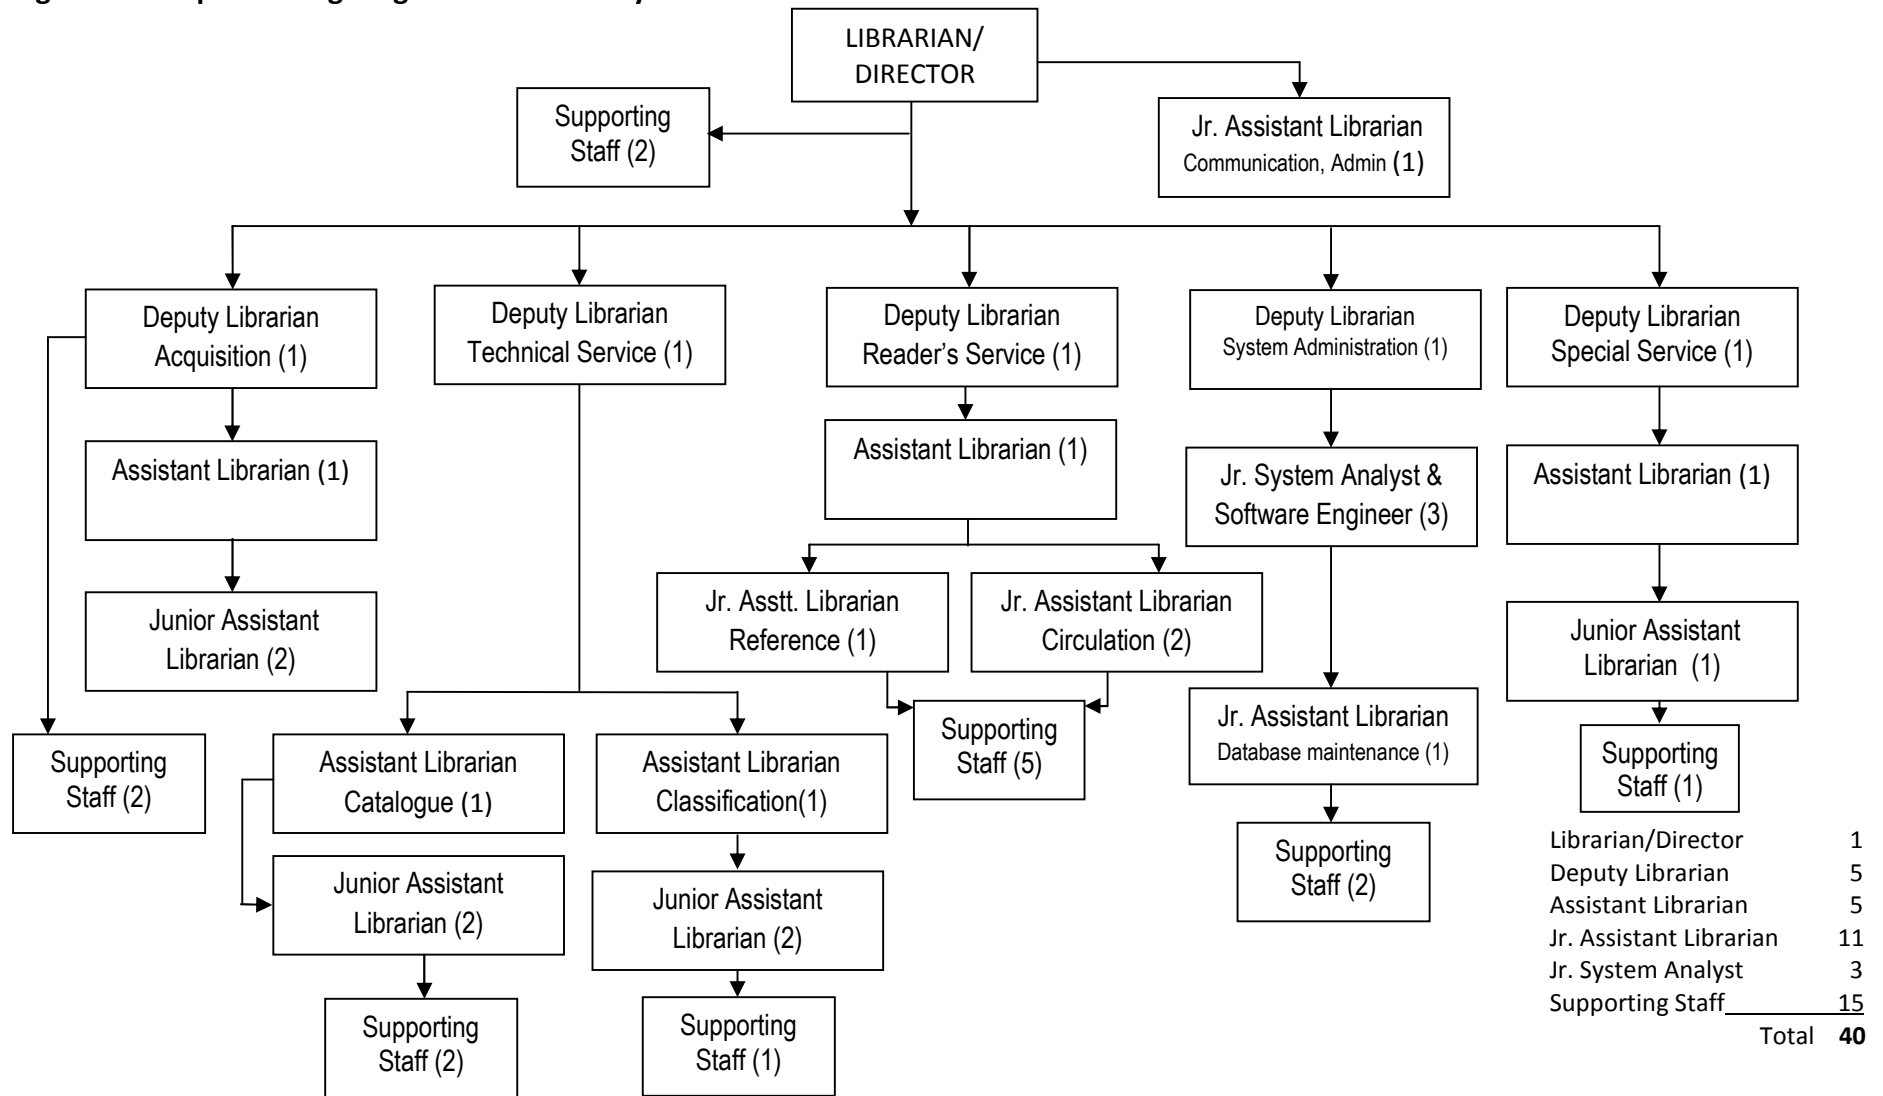 LIBRARIAN/
DIRECTOR
Supporting
Staff (2)
Jr. Assistant Librarian
Communication, Admin (1)
Deputy Librarian
Acquisition (1)
Deputy Librarian
Technical Service (1)
Deputy Librarian
Reader’s Service (1)
Deputy Librarian
System Administration (1)
Deputy Librarian
Special Service (1)
Assistant Librarian (1)
Assistant Librarian (1)
Jr. System Analyst &
Software Engineer (3)
Assistant Librarian (1)
Junior Assistant
Librarian (2)
Jr. Asstt. Librarian
Reference (1)
Jr. Assistant Librarian
Circulation (2)
Junior Assistant
Librarian (1)
Supporting
Staff (2)
Assistant Librarian
Catalogue (1)
Assistant Librarian
Classification(1)
Supporting
Staff (5)
Jr. Assistant Librarian
Database maintenance (1)
Supporting
Staff (1)
Junior Assistant
Librarian (2)
Junior Assistant
Librarian (2)
Supporting
Staff (2)
Supporting
Staff (2)
Supporting
Staff (1)
Librarian/Director 1
Deputy Librarian 5
Assistant Librarian 5
Jr. Assistant Librarian 11
Jr. System Analyst 3
Supporting Staff 15
Total 40